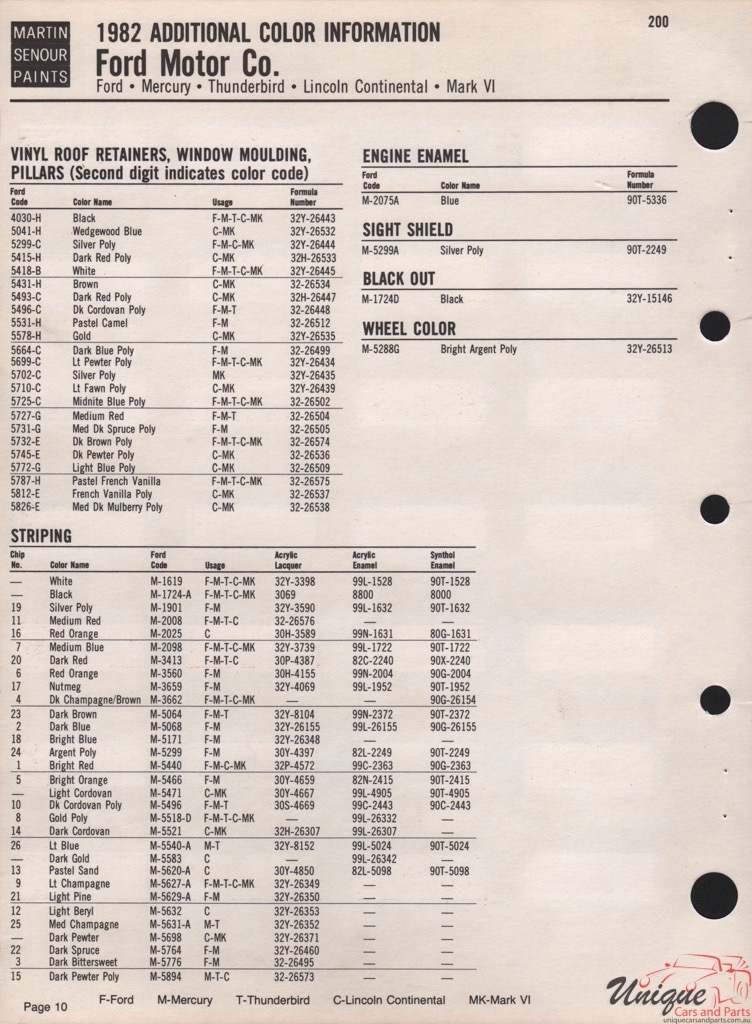 MARTIN
SENOUR
PAINTS
200
1982 ADDITIONAL COLOR INFORMATION
Ford Motor Co.
Ford • Mercury • Thunderbird • Lincoln Continental • Mark VI
VINYL ROOF RETAINERS, WINDOW MOULDING,
PILLARS (Second digit indicates color code)
Ford Code Color Name Usage Formula Number
4030-H Black F-M-T-C-MK 32Y-26443
5041-H Wedgewood Blue C-MK 32Y-26532
5299-C Silver Poly F-M-C-MK 32Y-26444
5415-H Dark Red Poly C-MK 32H-26533
5418-B White F-M-T-C-MK 32Y-26445
5431-H Brown C-MK 32-26534
5493-C Dark Red Poly C-MK 32H-26447
5496-C Dk Cordovan Poly F-M-T 32-26448
5531-H Pastel Camel F-M 32-26512
5578-H Gold C-MK 32Y-26535
5664-C Dark Blue Poly F-M 32-26499
5699-C Lt Pewter Poly F-M-T-C-MK 32Y-26434
5702-C Silver Poly MK 32Y-26435
5710-C Lt Fawn Poly C-MK 32Y-26439
5725-C Midnite Blue Poly F-M-T-C-MK 32-26502
5727-G Medium Red F-M-T 32-26504
5731-G Med Dk Spruce Poly F-M 32-26505
5732-E Dk Brown Poly F-M-T-C-MK 32-26574
5745-E Dk Pewter Poly C-MK 32-26536
5772-G Light Blue Poly C-MK 32-26509
5787-H Pastel French Vanilla F-M-T-C-MK 32-26575
5812-E French Vanilla Poly C-MK 32-26537
5826-E Med Dk Mulberry Poly C-MK 32-26538
ENGINE ENAMEL
Ford Code Color Name Formula Number
M-2075A Blue 90T-5336
SIGHT SHIELD
M-5299A Silver Poly 90T-2249
BLACK OUT
M-1724D Black 32Y-15146
WHEEL COLOR
M-5288G Bright Argent Poly 32Y-26513
STRIPING
Chip No. Color Name Ford Code Usage Acrylic Lacquer Acrylic Enamel Synthol Enamel
— White M-1619 F-M-T-C-MK 32Y-3398 99L-1528 90T-1528
— Black M-1724-A F-M-T-C-MK 3069 8800 8000
19 Silver Poly M-1901 F-M 32Y-3590 99L-1632 90T-1632
11 Medium Red M-2008 F-M-T-C 32-26576 — —
16 Red Orange M-2025 C 30H-3589 99N-1631 80G-1631
7 Medium Blue M-2098 F-M-T-C-MK 32Y-3739 99L-1722 90T-1722
20 Dark Red M-3413 F-M-T-C 30P-4387 82C-2240 90X-2240
6 Red Orange M-3560 F-M 30H-4155 99N-2004 90G-2004
17 Nutmeg M-3659 F-M 32Y-4069 99L-1952 90T-1952
4 Dk Champagne/Brown M-3662 F-M-T-C-MK — — 90G-26154
23 Dark Brown M-5064 F-M-T 32Y-8104 99N-2372 90T-2372
2 Dark Blue M-5068 F-M 32Y-26155 99L-26155 90G-26155
18 Bright Blue M-5171 F-M 32Y-26348 — —
24 Argent Poly M-5299 F-M 30Y-4397 82L-2249 90T-2249
1 Bright Red M-5440 F-M-C-MK 32P-4572 99C-2363 90G-2363
5 Bright Orange M-5466 F-M 30Y-4659 82N-2415 90T-2415
— Light Cordovan M-5471 C-MK 30Y-4667 99L-4905 90T-4905
10 Dk Cordovan Poly M-5496 F-M-T 30S-4669 99C-2443 90C-2443
8 Gold Poly M-5518-D F-M-T-C-MK — 99L-26332 —
14 Dark Cordovan M-5521 C-MK 32H-26307 99L-26307 —
26 Lt Blue M-5540-A M-T 32Y-8152 99L-5024 90T-5024
— Dark Gold M-5583 C — 99L-26342 —
13 Pastel Sand M-5620-A C 30Y-4850 82L-5098 90T-5098
9 Lt Champagne M-5627-A F-M-T-C-MK 32Y-26349 — —
21 Light Pine M-5629-A F-M 32Y-26350 — —
12 Light Beryl M-5632 C 32Y-26353 — —
25 Med Champagne M-5631-A M-T 32Y-26352 — —
— Dark Pewter M-5698 C-MK 32Y-26371 — —
22 Dark Spruce M-5764 F-M 32Y-26460 — —
3 Dark Bittersweet M-5776 F-M 32-26495 — —
15 Dark Pewter Poly M-5894 M-T-C 32-26573 — —
Page 10 F-Ford M-Mercury T-Thunderbird C-Lincoln Continental MK-Mark VI
Unique
Cars and Parts
uniquecarsandparts.com.au